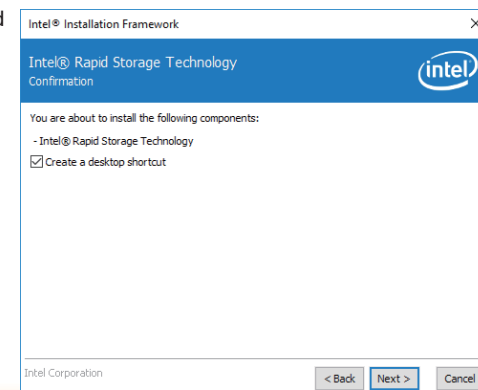 d
Intel® Installation Framework
Intel® Rapid Storage Technology
Confirmation
intel
You are about to install the following components:
- Intel® Rapid Storage Technology
Create a desktop shortcut
Intel Corporation
< Back Next > Cancel